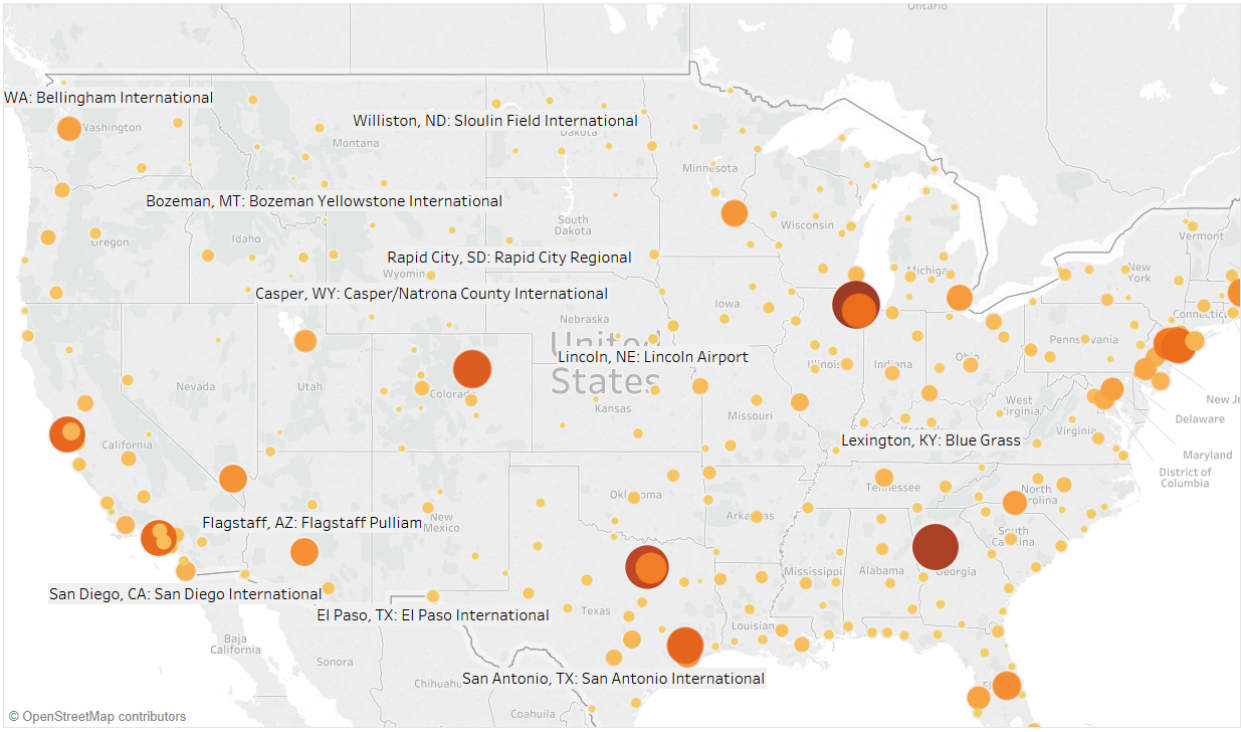 Ontario
WA: Bellingham International
Washington
Williston, ND: Sloulin Field International
Dakota
Montana
Minnesota
Bozeman, MT: Bozeman Yellowstone International
South
Dakota
Wisconsin
Vermont
Oregon
Idaho
Rapid City, SD: Rapid City Regional
Wyoming
Michigan
New
York
Casper, WY: Casper/Natrona County International
Iowa
Nebraska
Connecticut
United
States
Pennsylvania
Lincoln, NE: Lincoln Airport
Illinois
Indiana
Ohio
Nevada
Utah
Colorado
Kansas
Missouri
West
Virginia
New Je
Delaware
California
Lexington, KY: Blue Grass
Virginia
Maryland
District of
Columbia
Tennessee
North
Carolina
Oklahoma
Arkansas
Flagstaff, AZ: Flagstaff Pulliam
New
Mexico
South
Carolina
Mississippi
Alabama
Georgia
San Diego, CA: San Diego International
El Paso, TX: El Paso International
Texas
Louisiana
Baja
California
Sonora
Chihuahu
San Antonio, TX: San Antonio International
Coahuila
© OpenStreetMap contributors